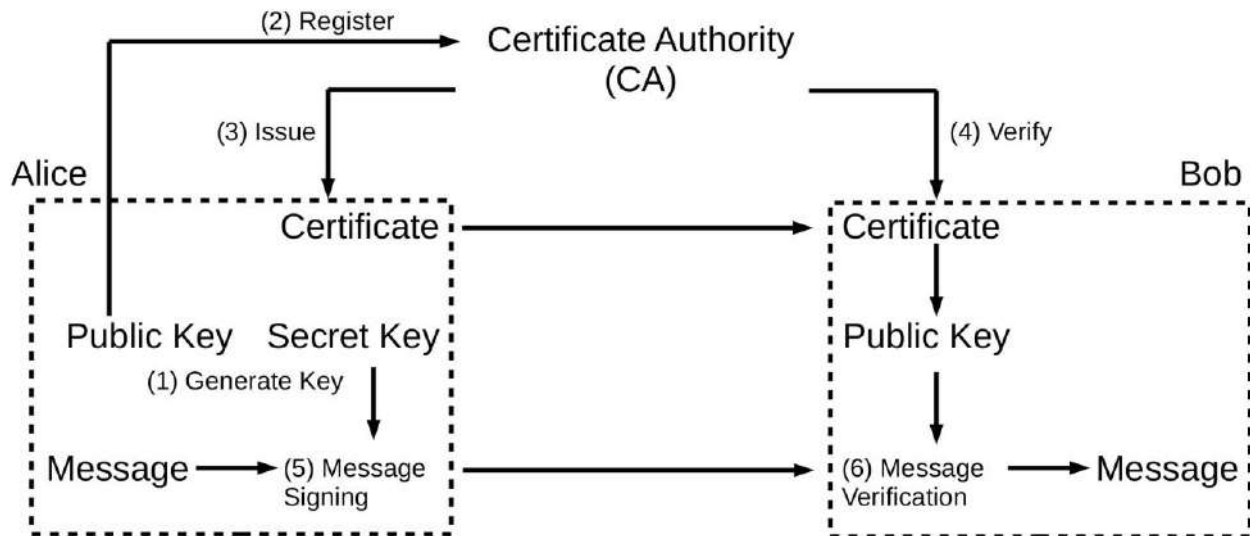 (2) Register
Certificate Authority
(CA)
(3) Issue
(4) Verify
Alice
Bob
Certificate
Certificate
Public Key
Secret Key
Public Key
(1) Generate Key
Message
(5) Message
Signing
(6) Message
Verification
Message